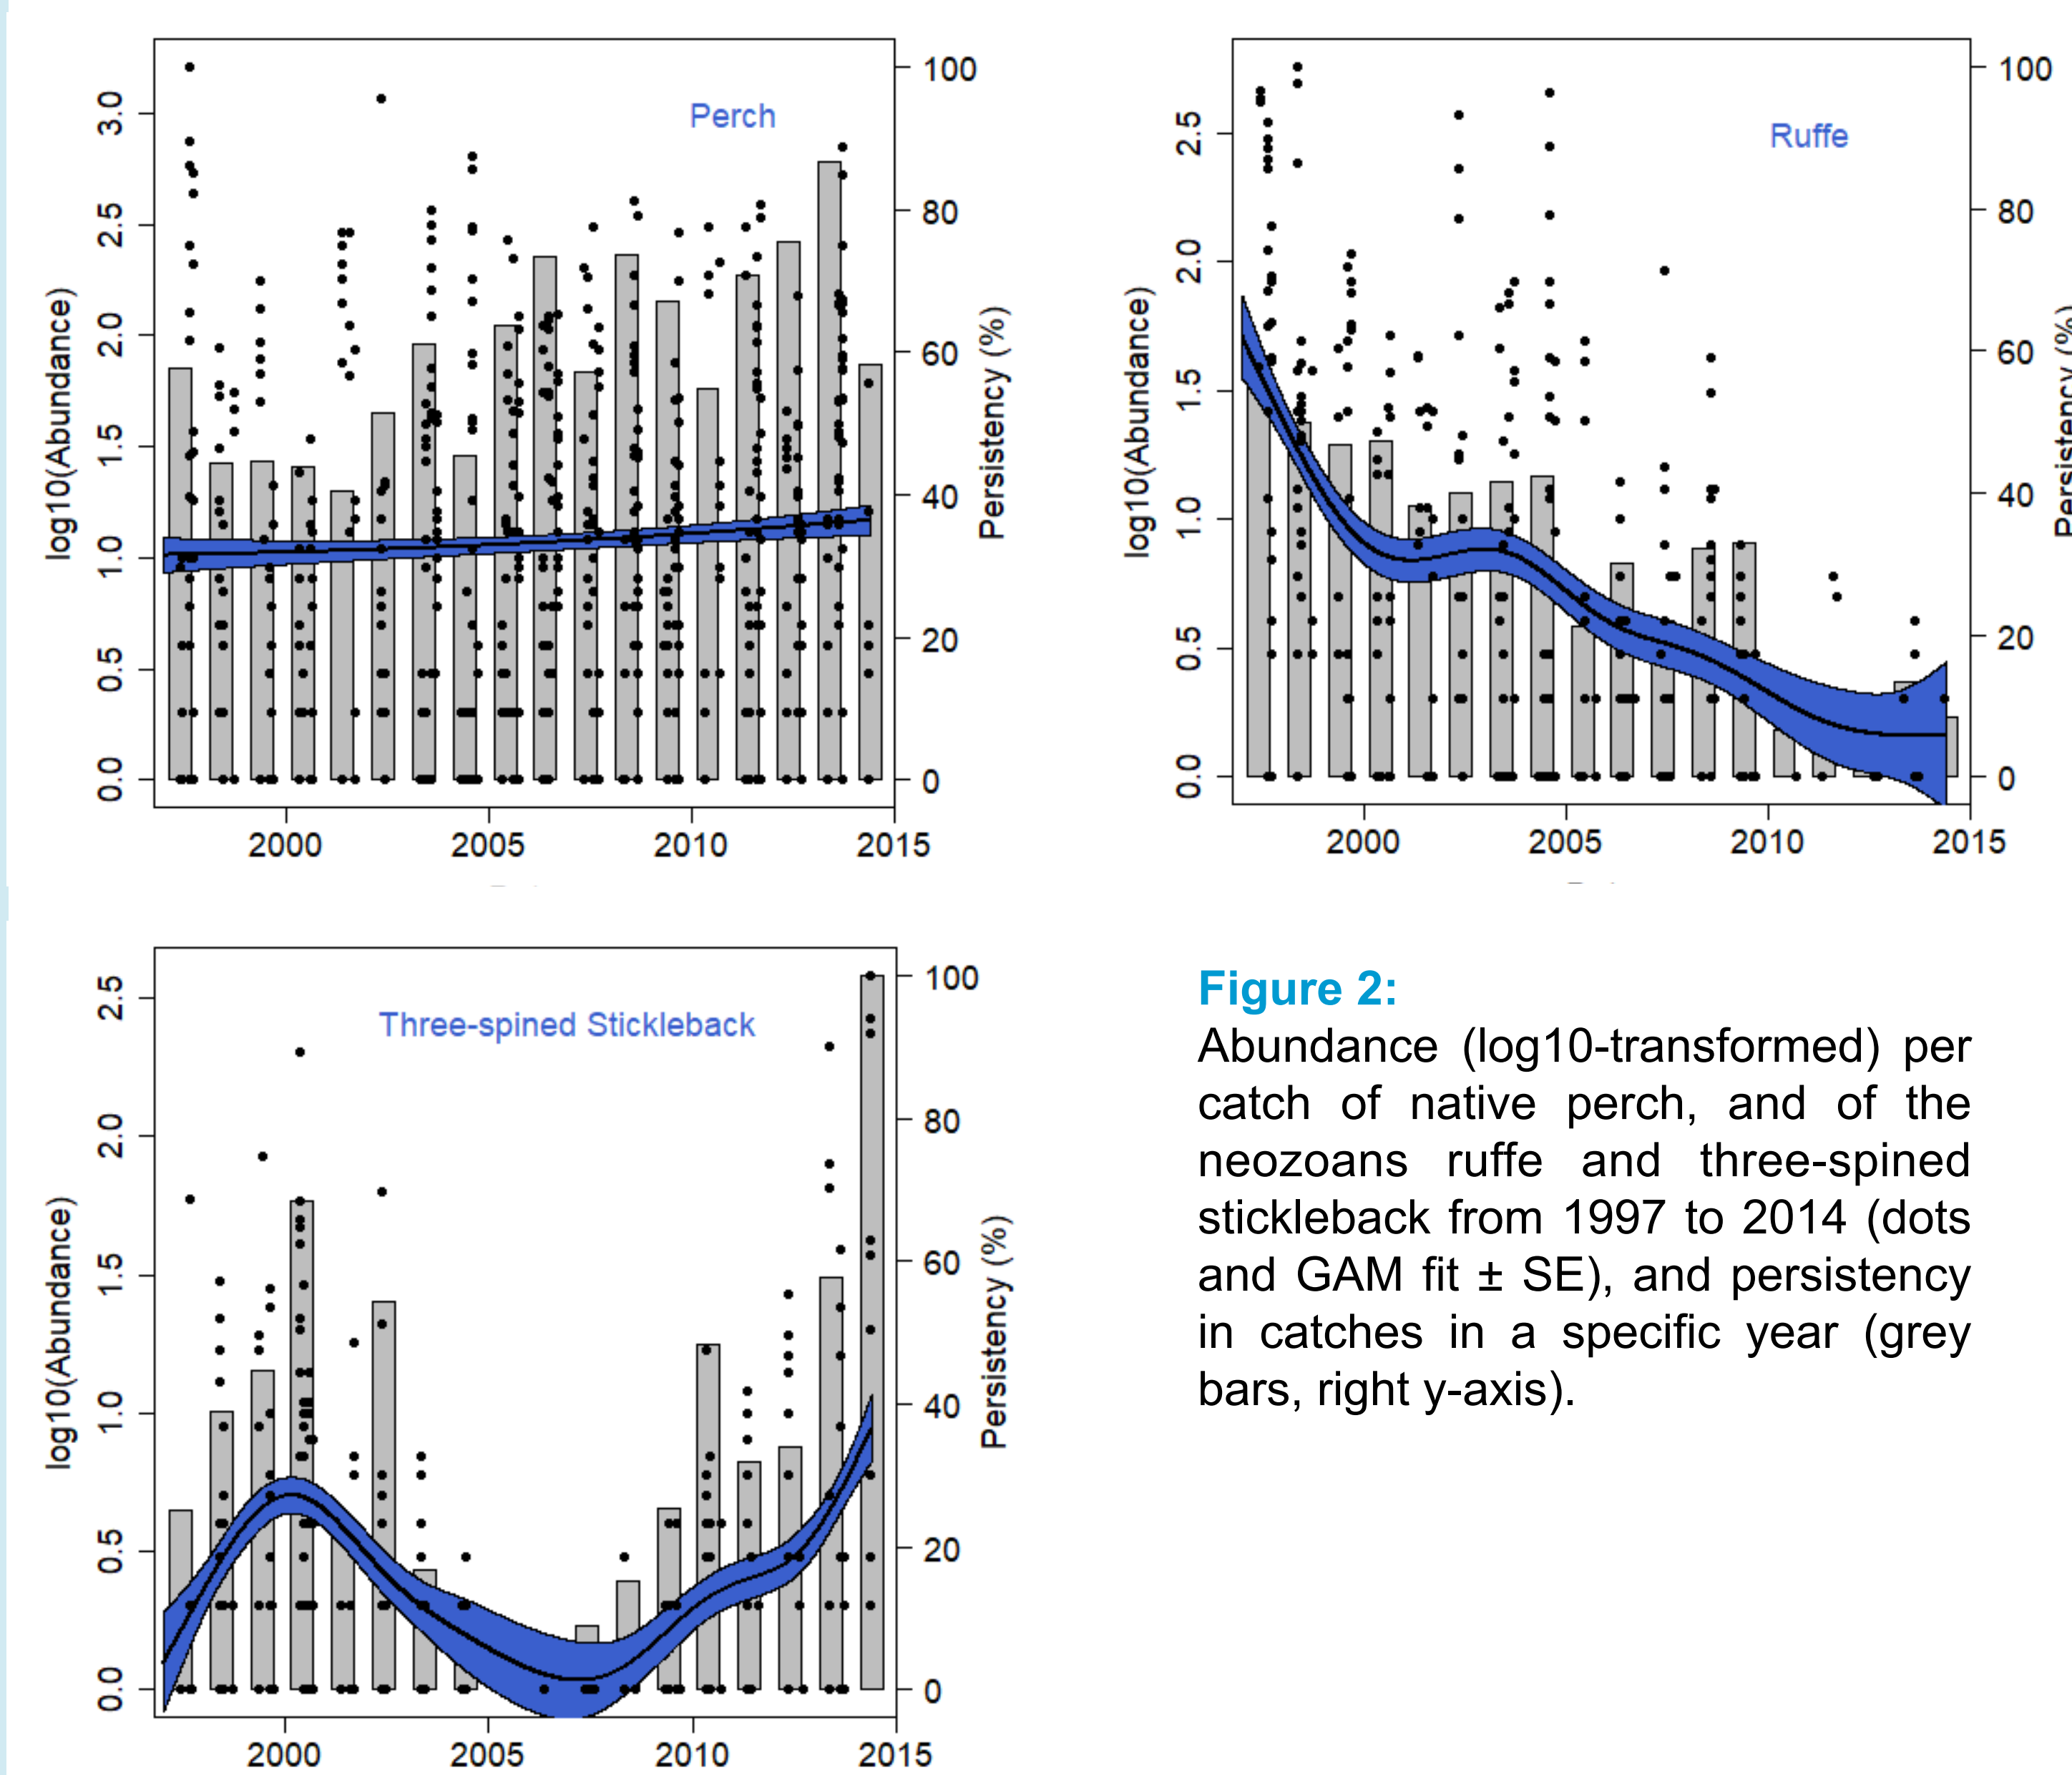 Perch
log10(Abundance)
0.0 0.5 1.0 1.5 2.0 2.5 3.0
Persistency (%)
0 20 40 60 80 100
2000 2005 2010 2015
Ruffe
log10(Abundance)
0.0 0.5 1.0 1.5 2.0 2.5
Persistency (%)
0 20 40 60 80 100
2000 2005 2010 2015
Three-spined Stickleback
log10(Abundance)
0.0 0.5 1.0 1.5 2.0 2.5
Persistency (%)
0 20 40 60 80 100
2000 2005 2010 2015
Figure 2:
Abundance (log10-transformed) per
catch of native perch, and of the
neozoans ruffe and three-spined
stickleback from 1997 to 2014 (dots
and GAM fit ± SE), and persistency
in catches in a specific year (grey
bars, right y-axis).